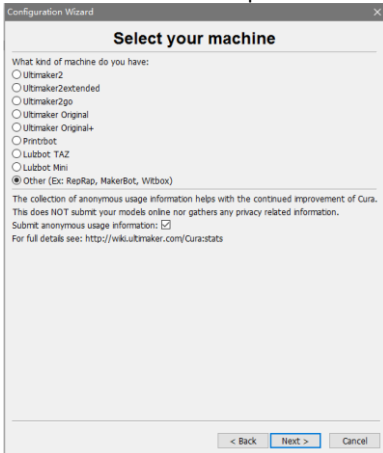 Configuration Wizard
Select your machine
What kind of machine do you have:
Ultimaker2
Ultimaker2extended
Ultimaker2go
Ultimaker Original
Ultimaker Original+
Printrbot
Lulzbot TAZ
Lulzbot Mini
Other (Ex: RepRap, MakerBot, Witbox)
The collection of anonymous usage information helps with the continued improvement of Cura.
This does NOT submit your models online nor gathers any privacy related information.
Submit anonymous usage information:
For full details see: http://wiki.ultimaker.com/Cura:stats
< Back Next > Cancel